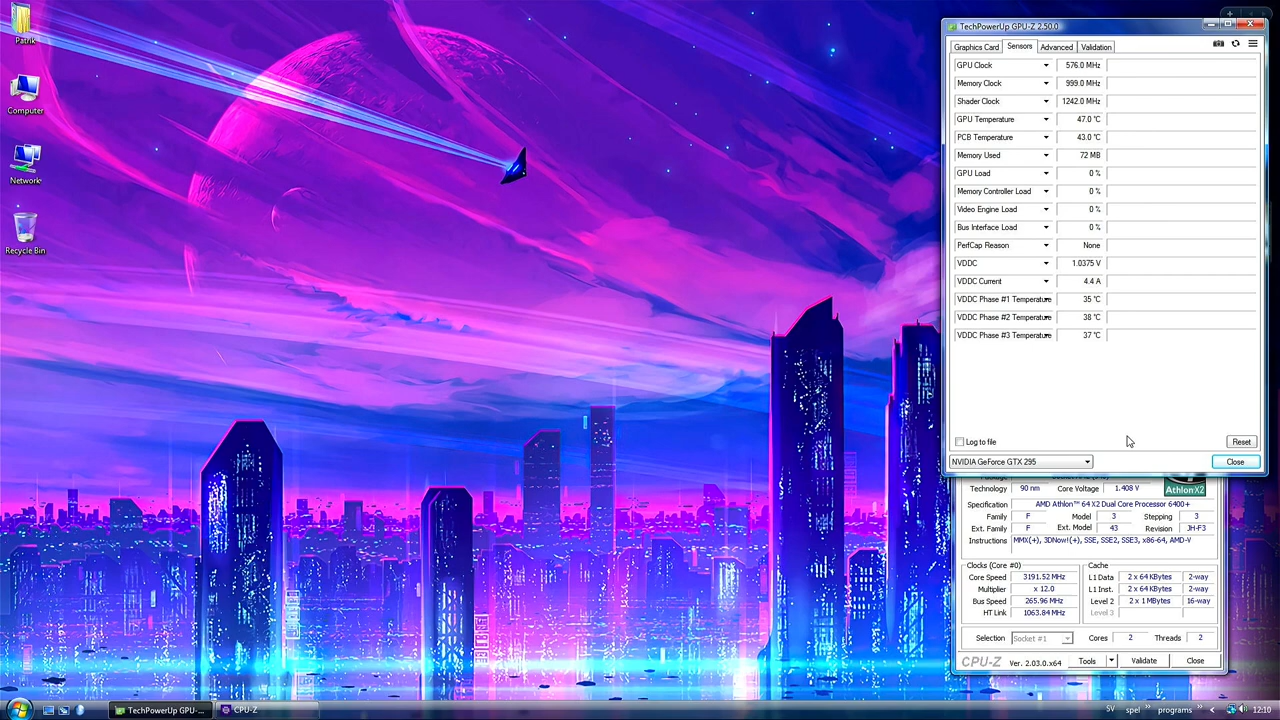 Patrik
Computer
Network
Recycle Bin
TechPowerUp GPU-Z 2.50.0
Graphics Card
Sensors
Advanced
Validation
GPU Clock 576.0 MHz
Memory Clock 999.0 MHz
Shader Clock 1242.0 MHz
GPU Temperature 47.0 °C
PCB Temperature 43.0 °C
Memory Used 72 MB
GPU Load 0 %
Memory Controller Load 0 %
Video Engine Load 0 %
Bus Interface Load 0 %
PerfCap Reason None
VDDC 1.0375 V
VDDC Current 4.4 A
VDDC Phase #1 Temperature 35 °C
VDDC Phase #2 Temperature 38 °C
VDDC Phase #3 Temperature 37 °C
Log to file
Reset
NVIDIA GeForce GTX 295
Close
Technology 90 nm Core Voltage 1.408 V
Athlon X2
Specification AMD Athlon™ 64 X2 Dual Core Processor 6400+
Family F Model 3 Stepping 3
Ext. Family F Ext. Model 43 Revision JH-F3
Instructions MMX(+), 3DNow!(+), SSE, SSE2, SSE3, x86-64, AMD-V
Clocks (Core #0)
Core Speed 3191.52 MHz
Multiplier x 12.0
Bus Speed 265.96 MHz
HT Link 1063.84 MHz
Cache
L1 Data 2 x 64 KBytes 2-way
L1 Inst. 2 x 64 KBytes 2-way
Level 2 2 x 1 MBytes 16-way
Level 3
Selection Socket #1 Cores 2 Threads 2
CPU-Z Ver. 2.03.0.x64 Tools Validate Close
TechPowerUp GPU-...
CPU-Z
SV spel » programs » 12:10